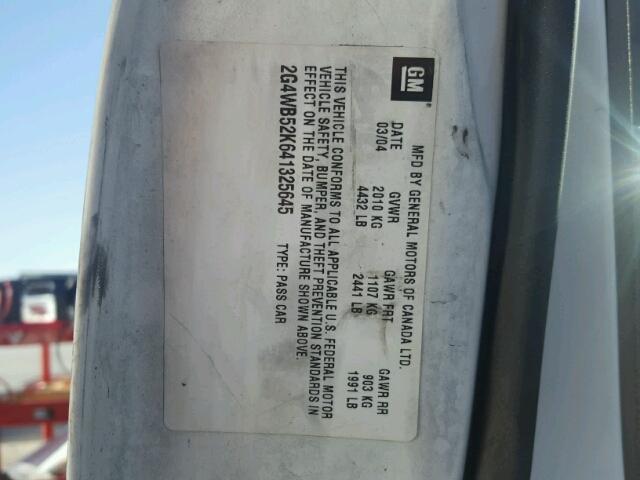 GM
MFD BY GENERAL MOTORS OF CANADA LTD.
DATE GVWR GAWR FRT GAWR RR
03/04 2010 KG 1107 KG 903 KG
4432 LB 2441 LB 1991 LB
THIS VEHICLE CONFORMS TO ALL APPLICABLE U.S. FEDERAL MOTOR
VEHICLE SAFETY, BUMPER, AND THEFT PREVENTION STANDARDS IN
EFFECT ON THE DATE OF MANUFACTURE SHOWN ABOVE.
2G4WB52K641325645 TYPE: PASS CAR